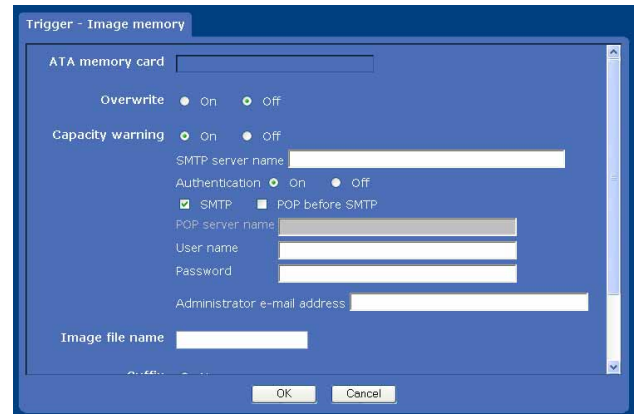 Trigger - Image memory
ATA memory card
Overwrite On Off
Capacity warning On Off
SMTP server name
Authentication On Off
SMTP POP before SMTP
POP server name
User name
Password
Administrator e-mail address
Image file name
OK Cancel